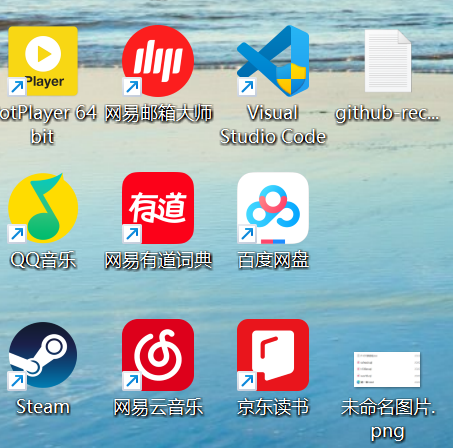 Player
有道
otPlayer 64
bit
网易邮箱大师
Visual
Studio Code
github-rec...
QQ音乐
网易有道词典
百度网盘
Steam
网易云音乐
京东读书
未命名图片.
png